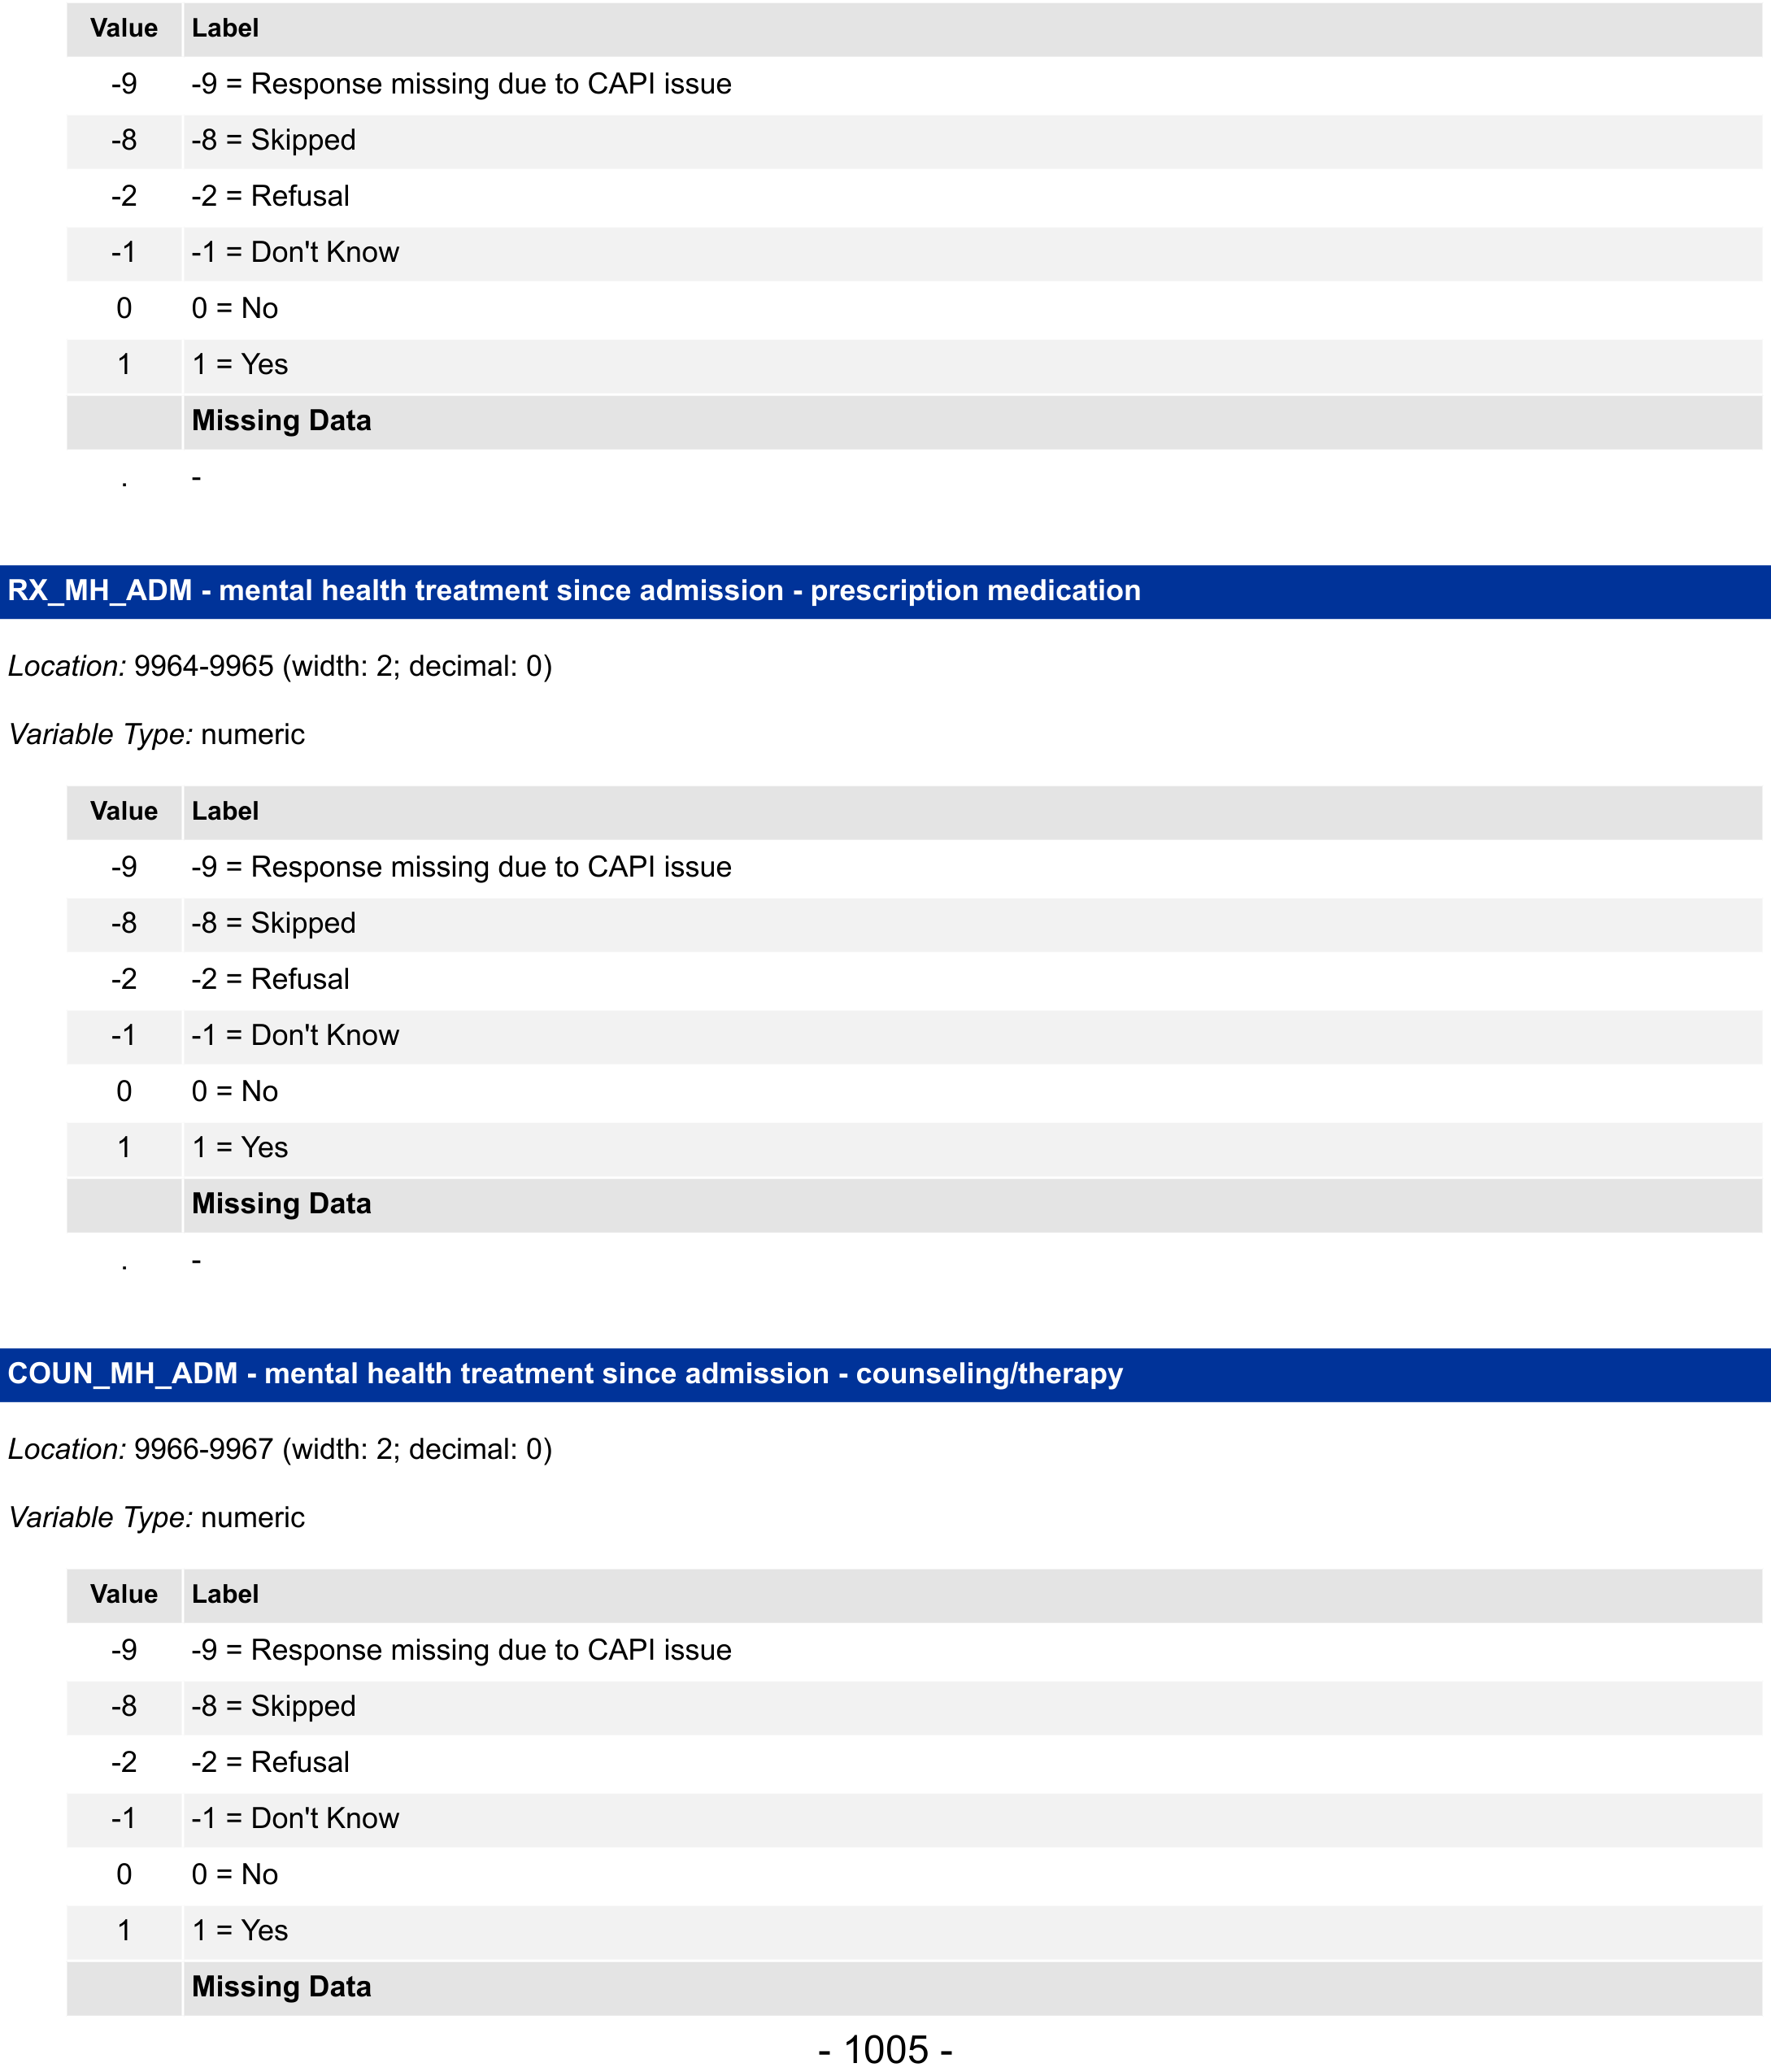 Value Label
-9 -9 = Response missing due to CAPI issue
-8 -8 = Skipped
-2 -2 = Refusal
-1 -1 = Don't Know
0 0 = No
1 1 = Yes
Missing Data
. -
RX_MH_ADM - mental health treatment since admission - prescription medication
Location: 9964-9965 (width: 2; decimal: 0)
Variable Type: numeric
Value Label
-9 -9 = Response missing due to CAPI issue
-8 -8 = Skipped
-2 -2 = Refusal
-1 -1 = Don't Know
0 0 = No
1 1 = Yes
Missing Data
. -
COUN_MH_ADM - mental health treatment since admission - counseling/therapy
Location: 9966-9967 (width: 2; decimal: 0)
Variable Type: numeric
Value Label
-9 -9 = Response missing due to CAPI issue
-8 -8 = Skipped
-2 -2 = Refusal
-1 -1 = Don't Know
0 0 = No
1 1 = Yes
Missing Data
- 1005 -